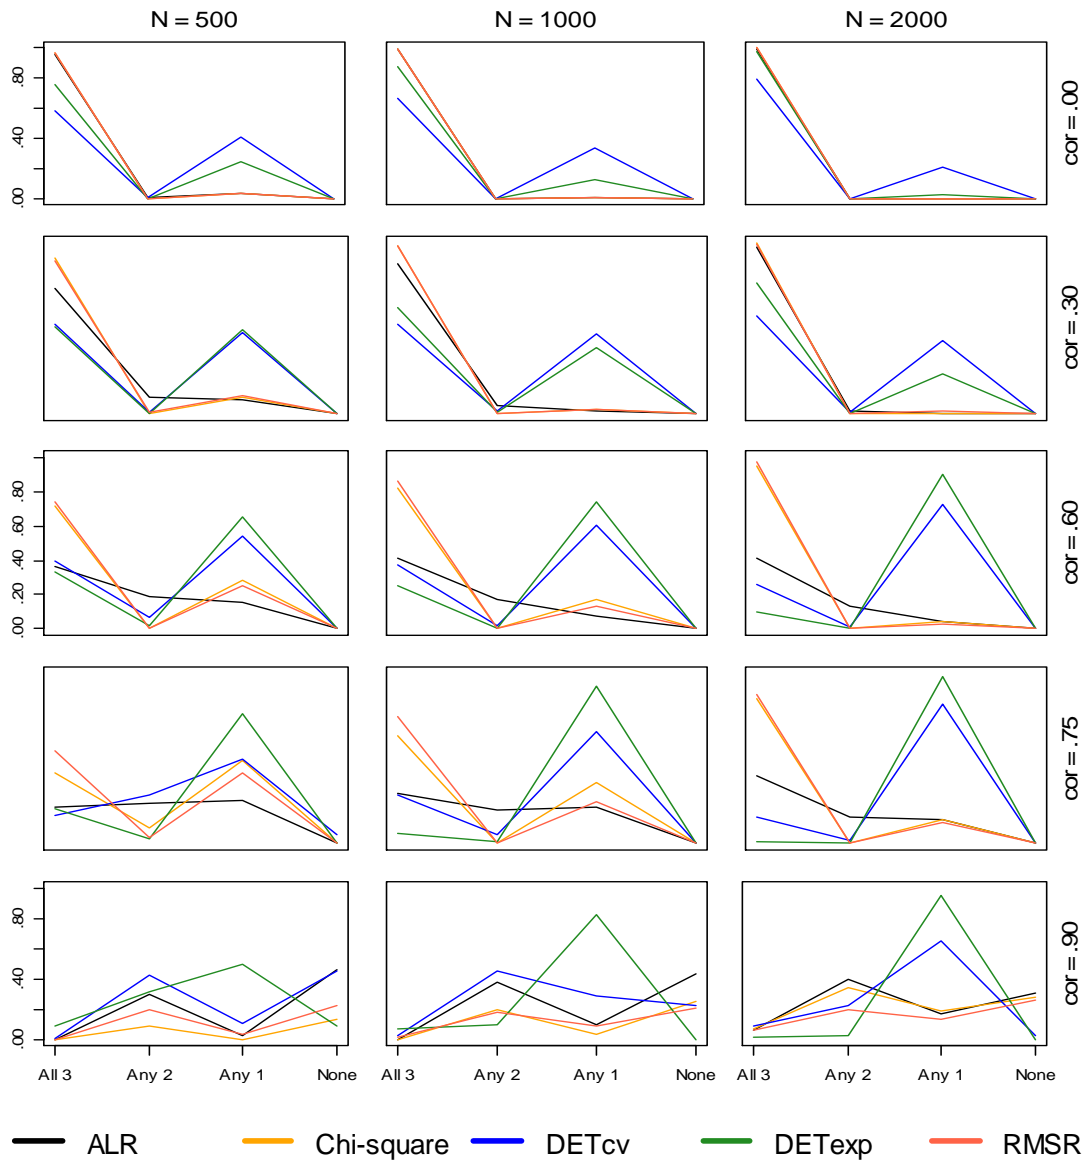 N = 500 N = 1000 N = 2000
.00 .40 .80
cor = .00
cor = .30
.00 .20 .40 .60 .80
cor = .60
cor = .75
.00 .40 .80
cor = .90
All 3 Any 2 Any 1 None All 3 Any 2 Any 1 None All 3 Any 2 Any 1 None
ALR Chi-square DETcv DETexp RMSR